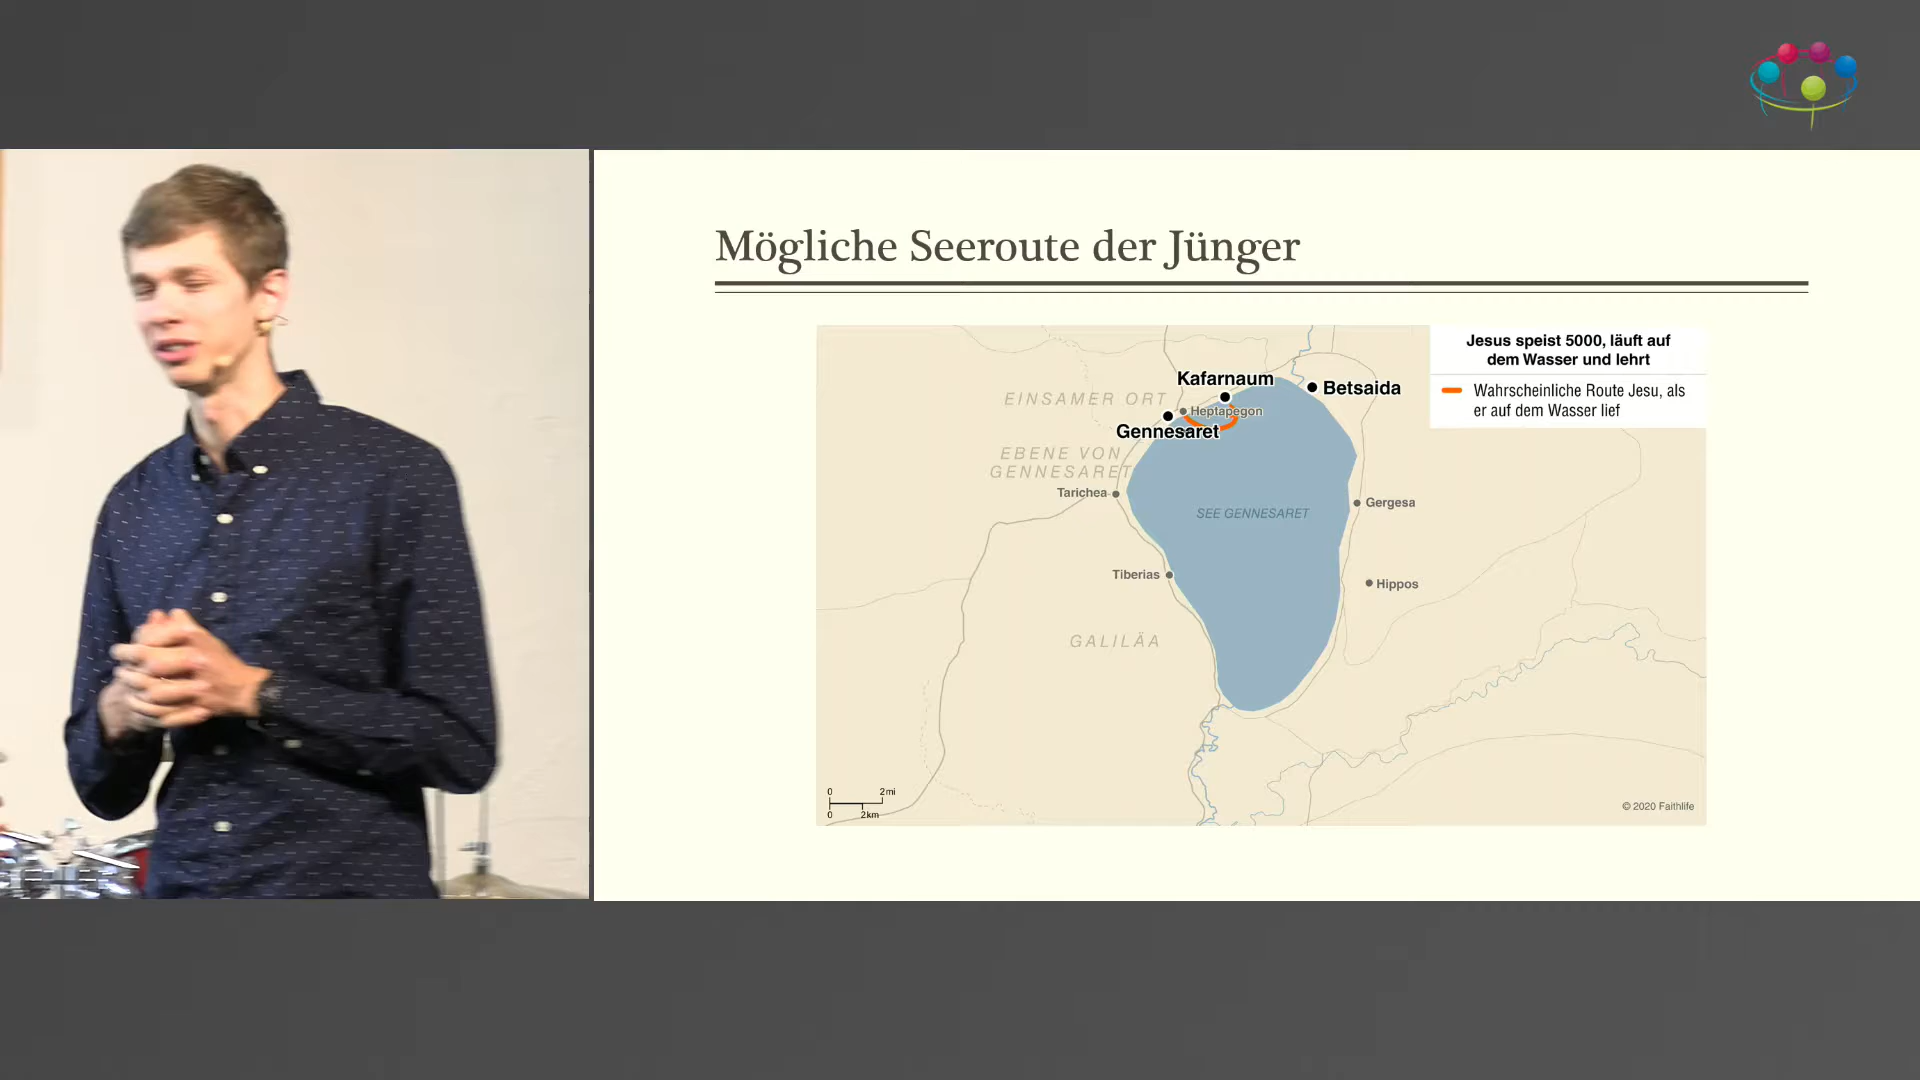 Mögliche Seeroute der Jünger
Jesus speist 5000, läuft auf
dem Wasser und lehrt
Wahrscheinliche Route Jesu, als
er auf dem Wasser lief
Kafarnaum
Betsaida
EINSAMER ORT
Heptapegon
Gennesaret
EBENE VON
GENNESARET
Tarichea
Gergesa
SEE GENNESARET
Tiberias
Hippos
GALILÄA
0 2mi
0 2km
© 2020 Faithlife